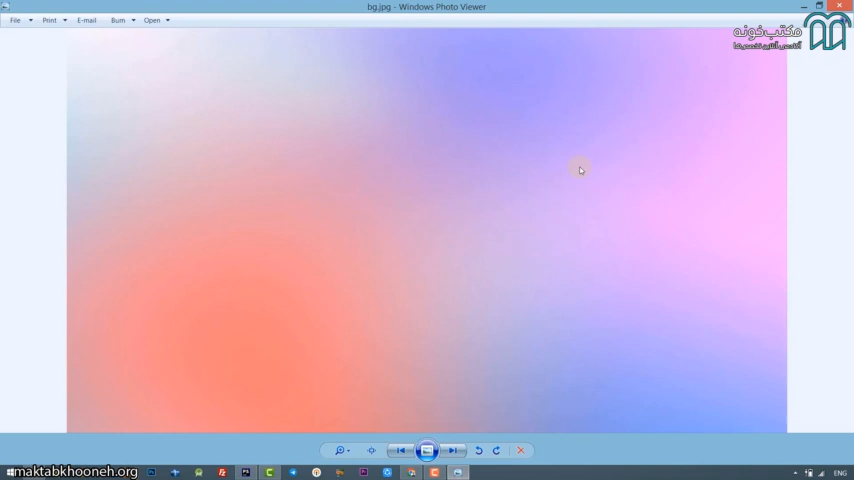 bg.jpg - Windows Photo Viewer
File Print E-mail Burn Open
مکتب‌خونه
آکادمی آنلاین تخصص‌ها
maktabkhooneh.org
ENG